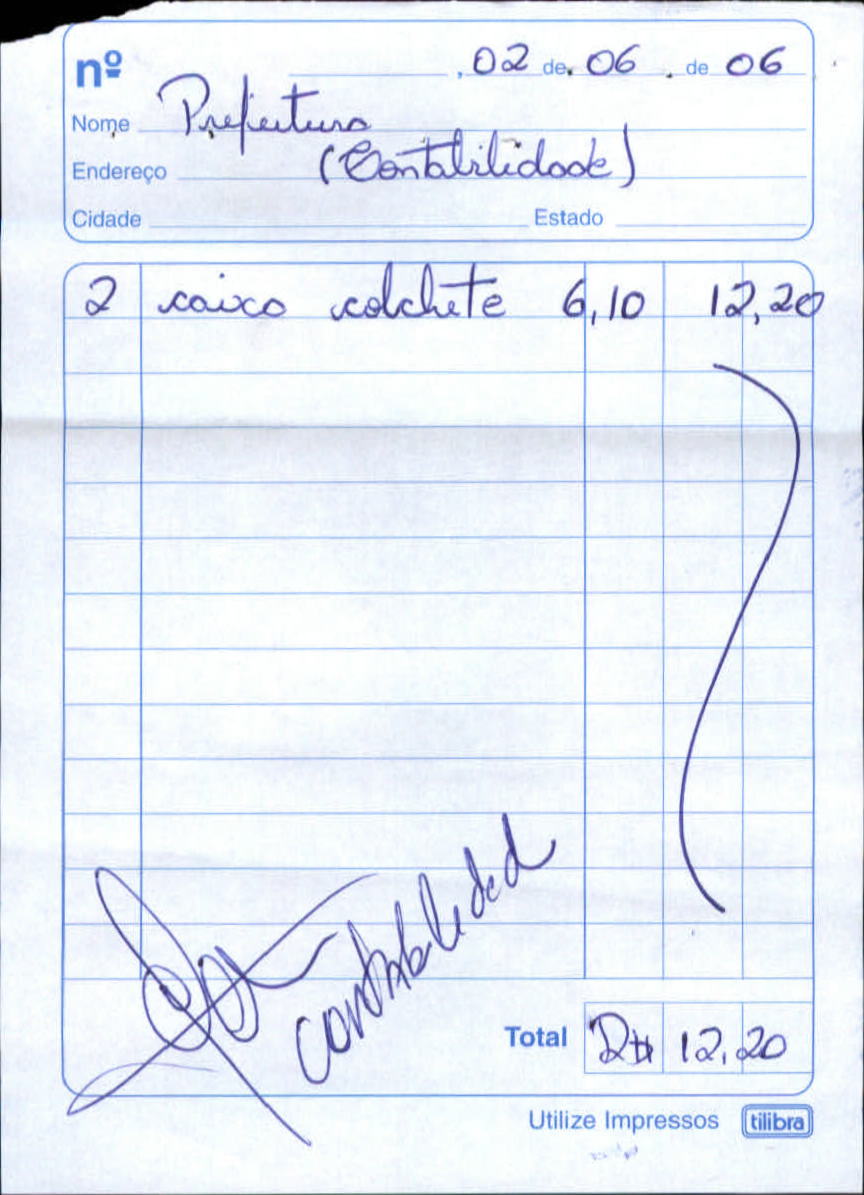 nº , 02 de 06 de 06
Nome Prefeitura
Endereço (Contabilidade)
Cidade Estado
2 caixa colchete 6,10 12,20
contabilidad
Total R$ 12,20
Utilize Impressos tilibra